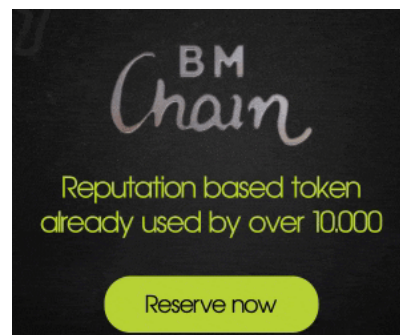 BM
Chain
Reputation based token
already used by over 10.000
Reserve now